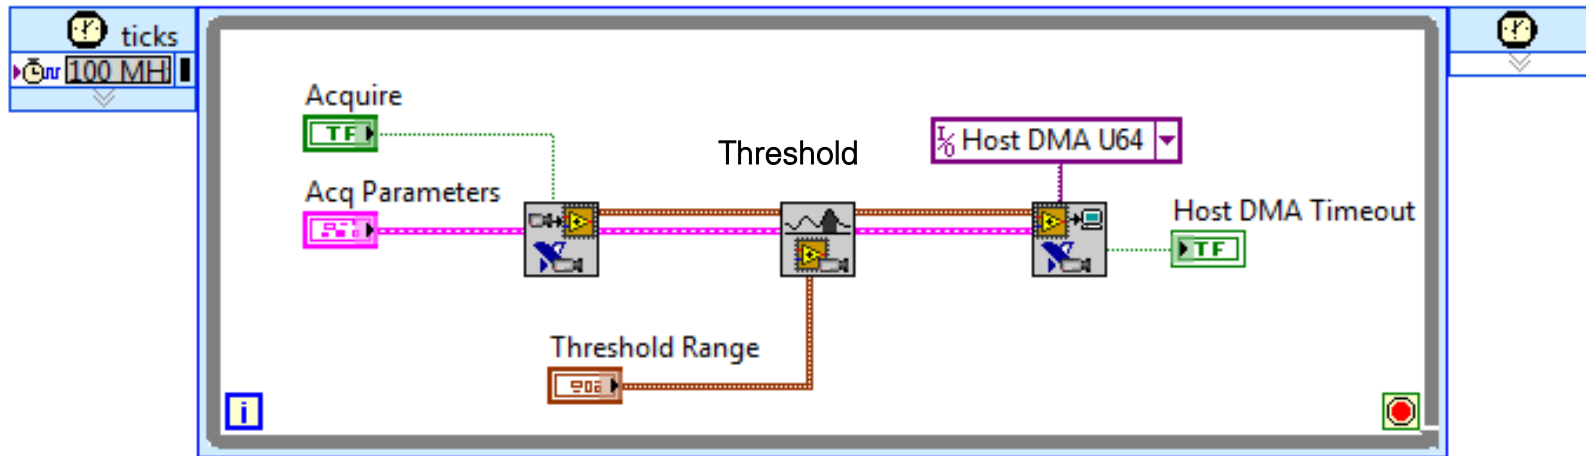 ticks
100 MH
Acquire
TF
Threshold
I/O Host DMA U64
Acq Parameters
Host DMA Timeout
TF
Threshold Range
i